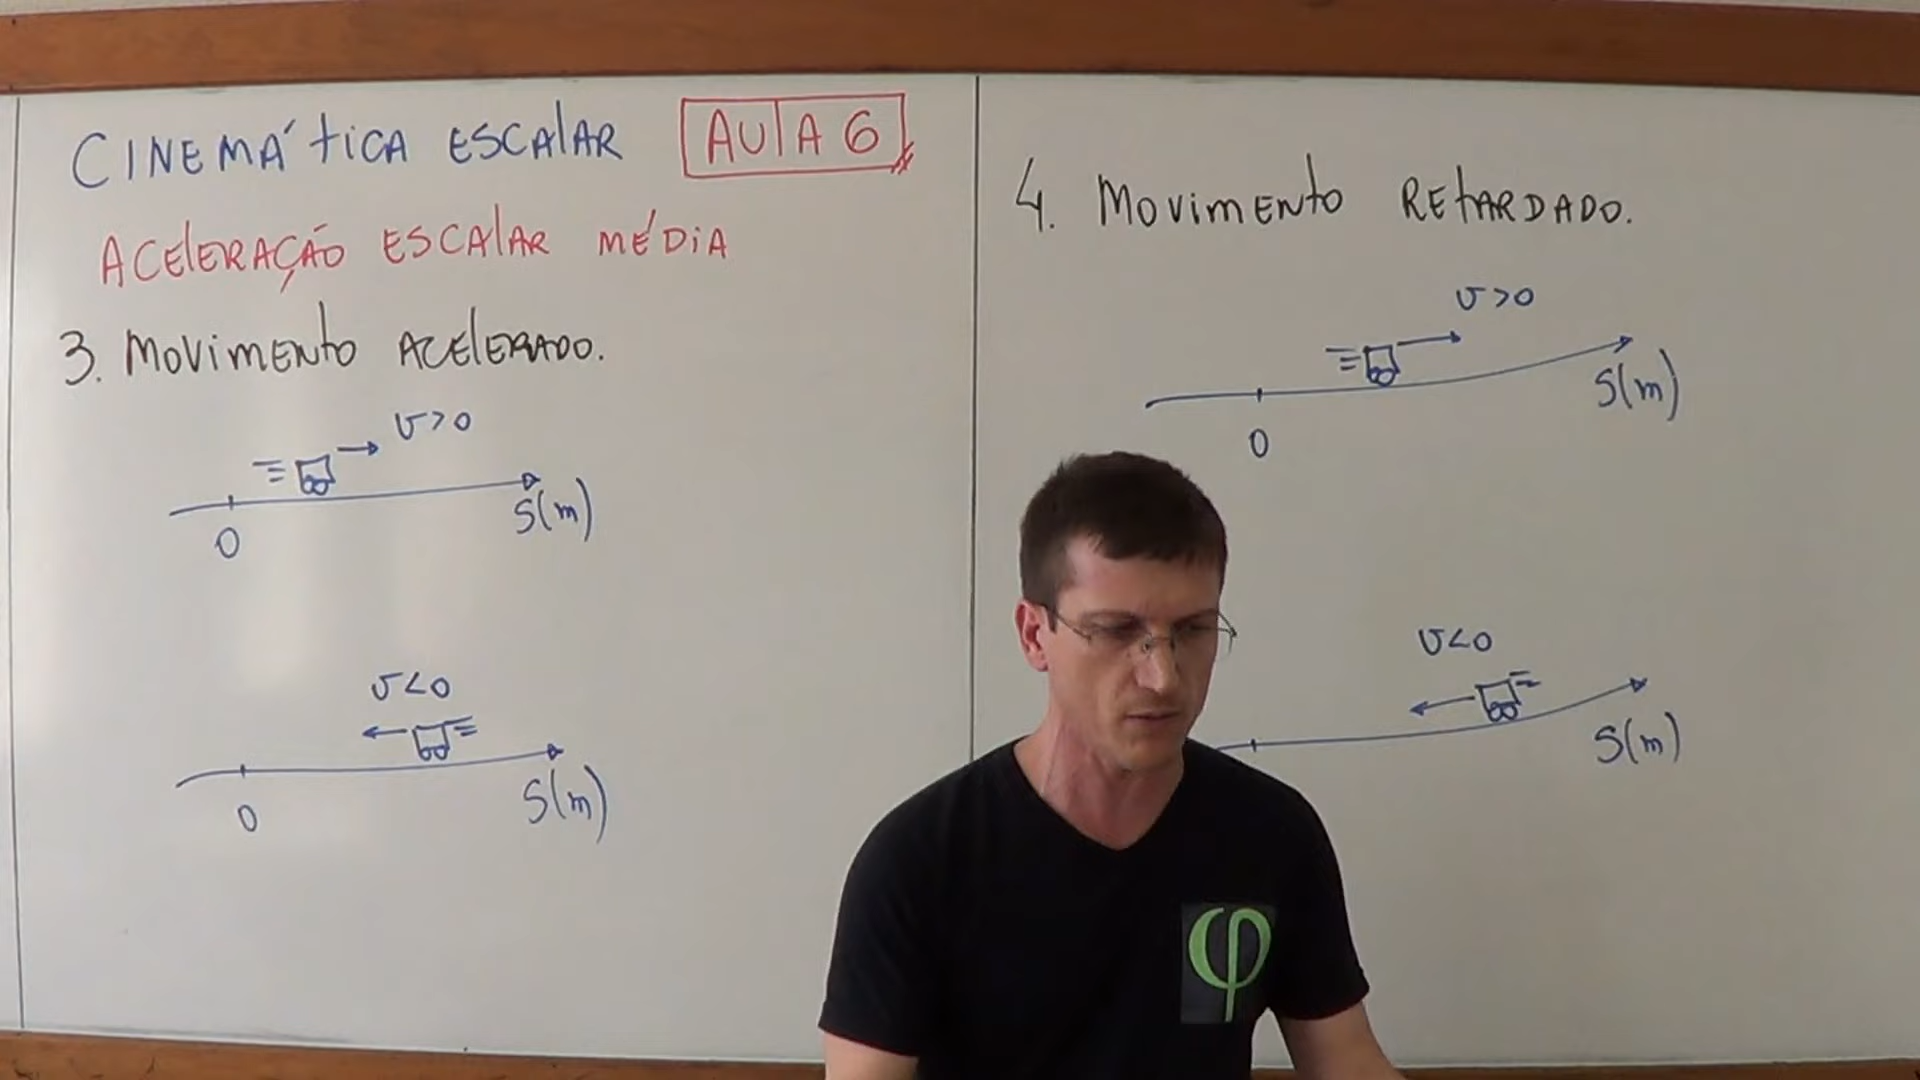 CINEMÁTICA ESCALAR AULA 6
ACELERAÇÃO ESCALAR MÉDIA
3. MOVIMENTO ACELERADO.
v>0
S(m)
0
v<0
S(m)
0
4. MOVIMENTO RETARDADO.
v>0
S(m)
0
v<0
S(m)
φ